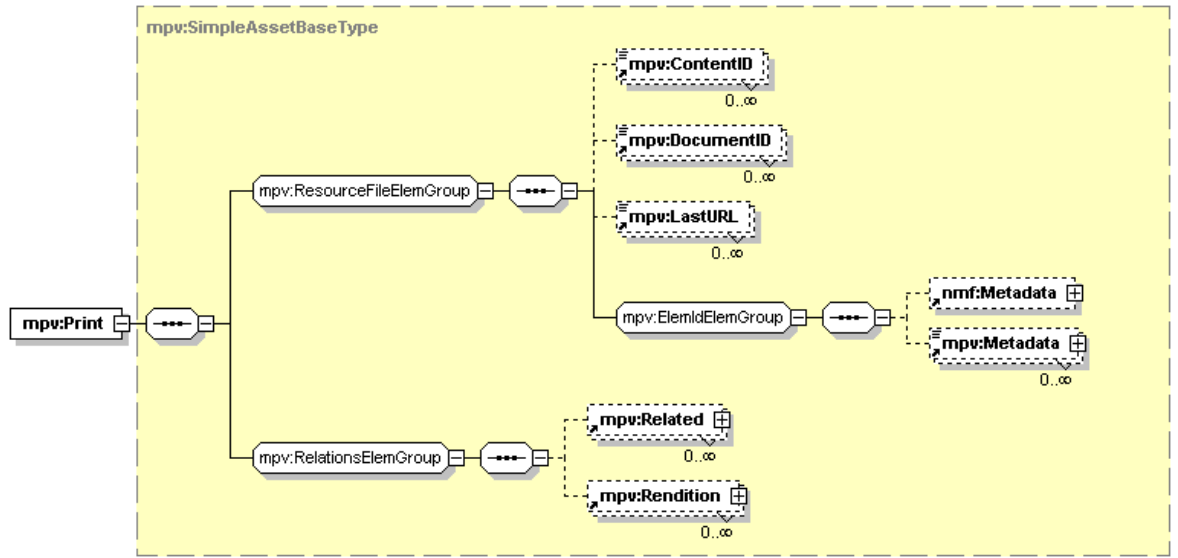 mpv:SimpleAssetBaseType
mpv:ContentID
0..∞
mpv:DocumentID
0..∞
mpv:ResourceFileElemGroup
mpv:LastURL
0..∞
nmf:Metadata
mpv:Print
mpv:ElemIdElemGroup
mpv:Metadata
0..∞
mpv:Related
0..∞
mpv:RelationsElemGroup
mpv:Rendition
0..∞